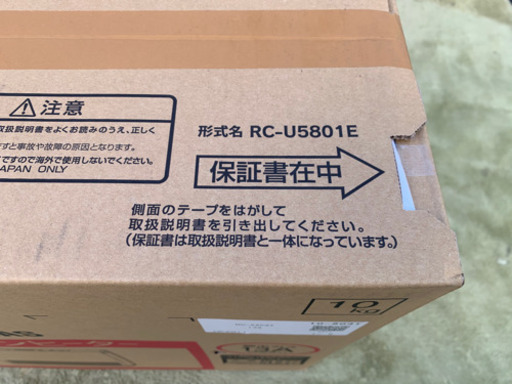 ⚠注意
取扱説明書をよくお読みのうえ、正しく
すと事故や故障の原因となります。
ですので海外で使用しないでください。
JAPAN ONLY
形式名 RC-U5801E
保証書在中
側面のテープをはがして
取扱説明書を引き出してください。
(保証書は取扱説明書と一体になっています。)
10
kg
AS